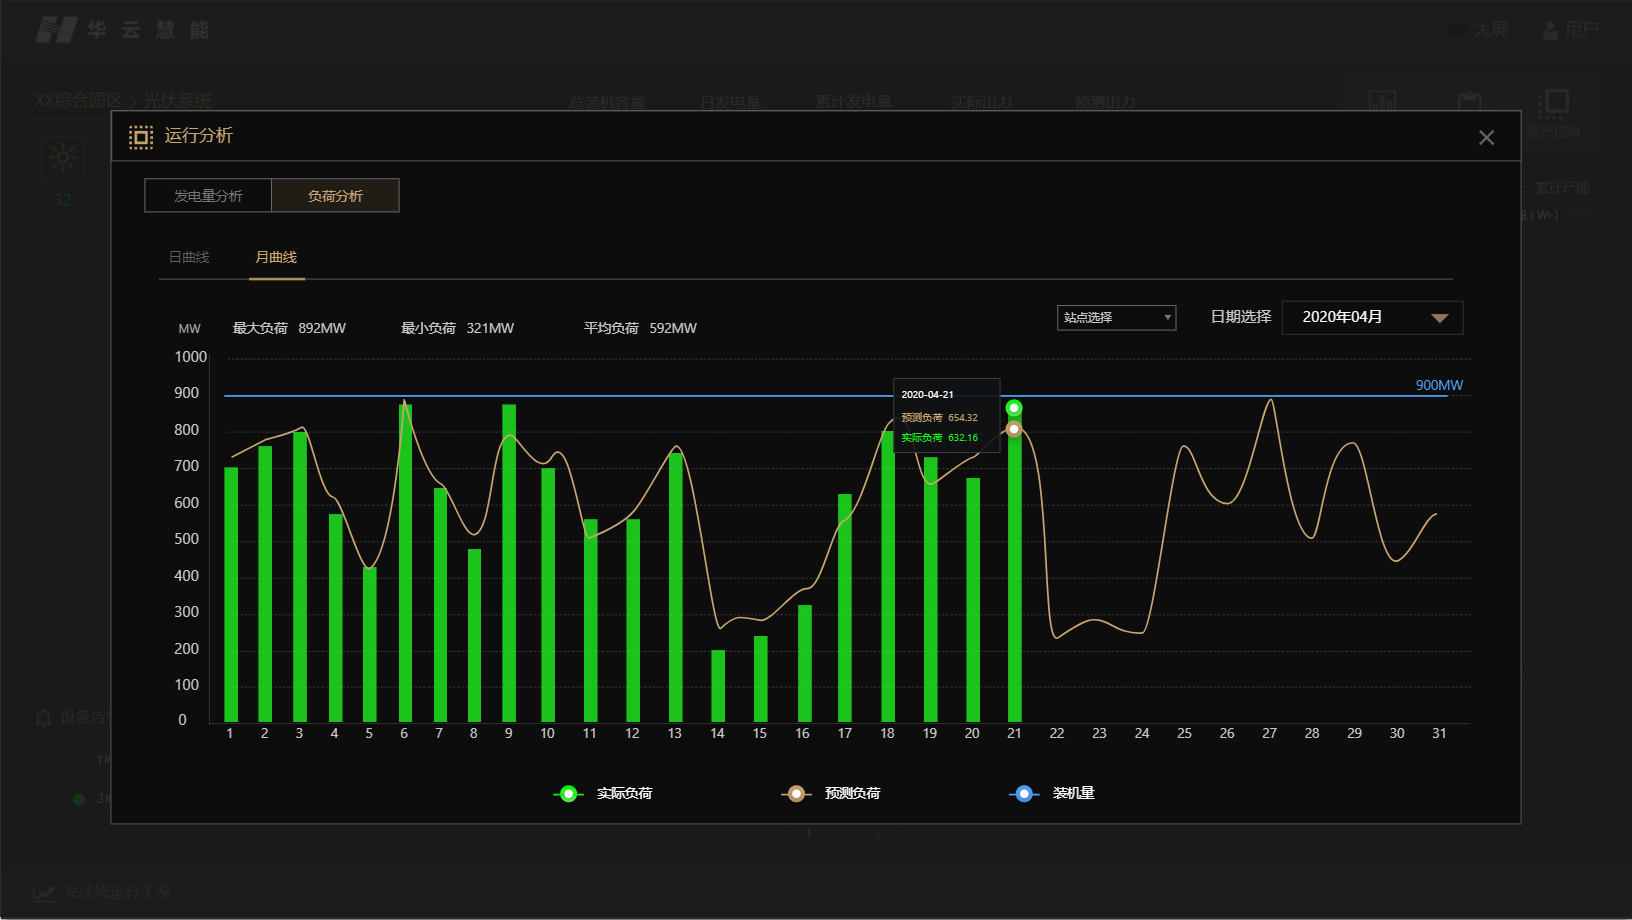 华云慧能
大屏
用户
XX综合园区 > 光伏系统
总装机容量
日发电量
累计发电量
实际出力
预测出力
资产信息
32
累计产能
运行分析
发电量分析
负荷分析
日曲线
月曲线
MW
最大负荷 892MW
最小负荷 321MW
平均负荷 592MW
站点选择
日期选择
2020年04月
1000
900
800
700
600
500
400
300
200
100
0
900MW
2020-04-21
预测负荷 654.32
实际负荷 632.16
1 2 3 4 5 6 7 8 9 10 11 12 13 14 15 16 17 18 19 20 21 22 23 24 25 26 27 28 29 30 31
实际负荷
预测负荷
装机量
设备告
1#
3#
1
光伏统运行工况